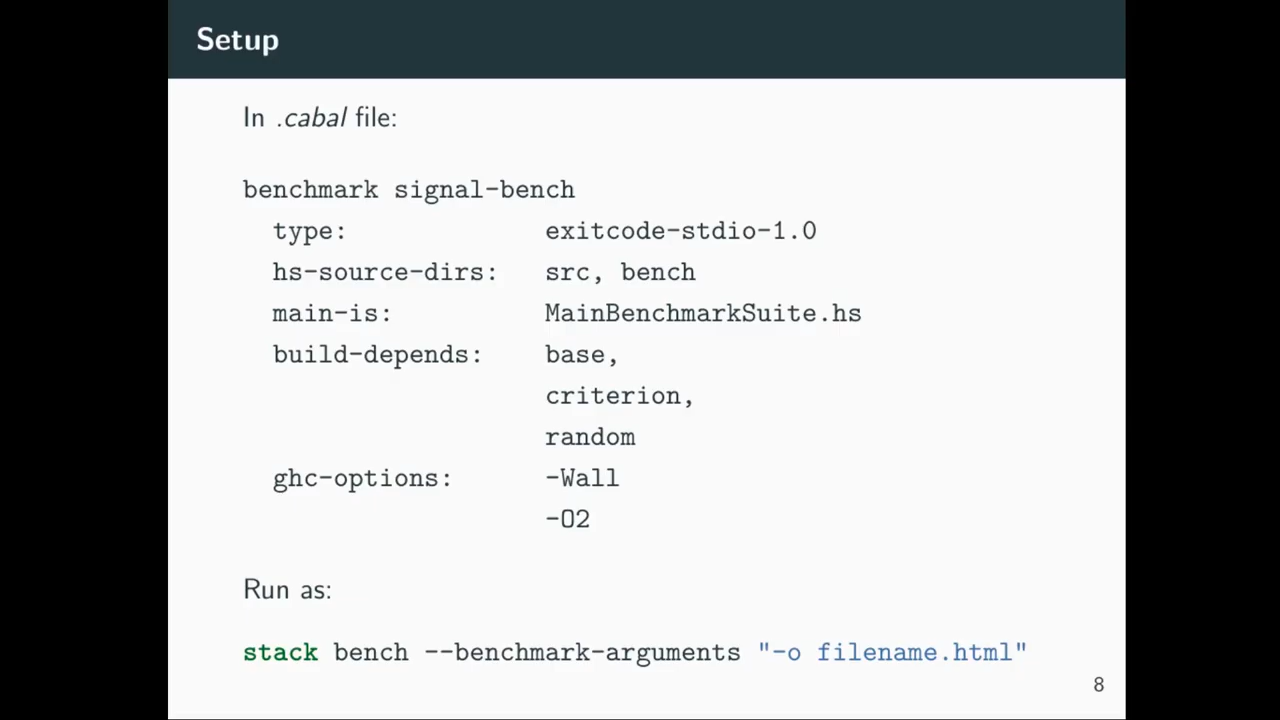 Setup
In .cabal file:
benchmark signal-bench
type: exitcode-stdio-1.0
hs-source-dirs: src, bench
main-is: MainBenchmarkSuite.hs
build-depends: base,
criterion,
random
ghc-options: -Wall
-O2
Run as:
stack bench --benchmark-arguments "-o filename.html"
8